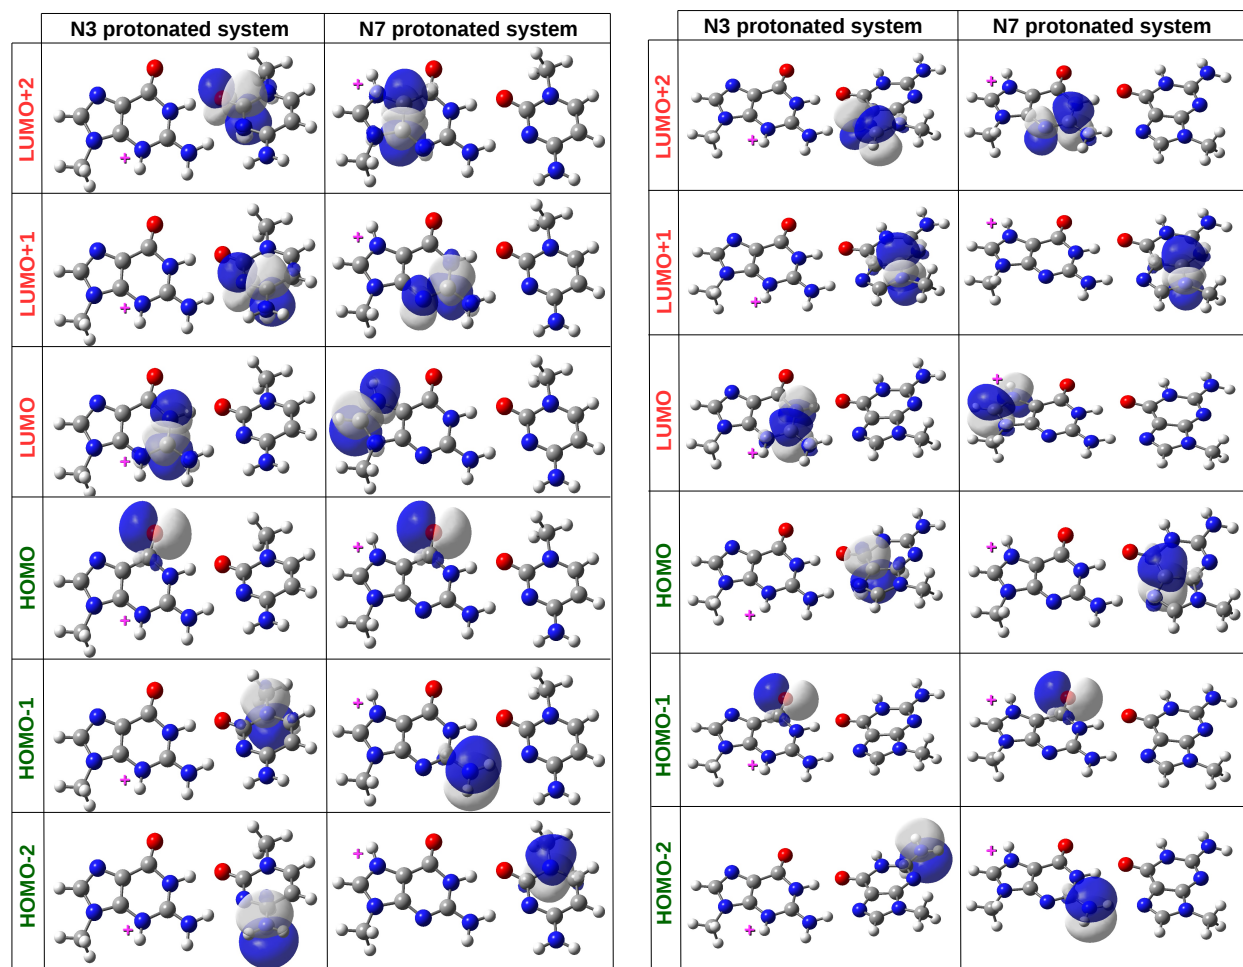 N3 protonated system N7 protonated system
LUMO+2
LUMO+1
LUMO
HOMO
HOMO-1
HOMO-2
N3 protonated system N7 protonated system
LUMO+2
LUMO+1
LUMO
HOMO
HOMO-1
HOMO-2